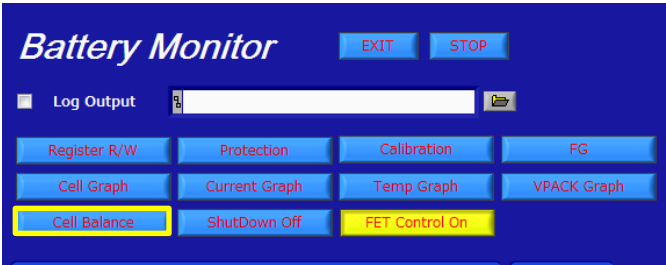 Battery Monitor EXIT STOP
Log Output
Register R/W Protection Calibration FG
Cell Graph Current Graph Temp Graph VPACK Graph
Cell Balance ShutDown Off FET Control On